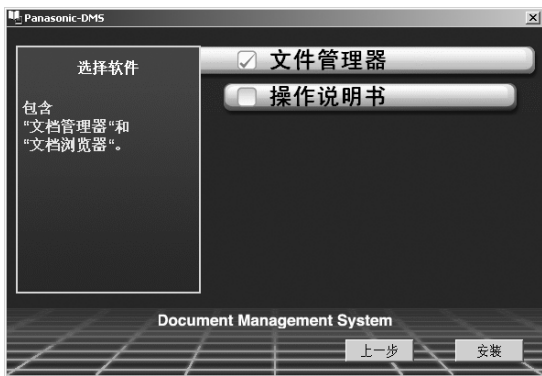 Panasonic-DMS
选择软件
包含
"文档管理器"和
"文档浏览器"。
文件管理器
操作说明书
Document Management System
上一步
安装